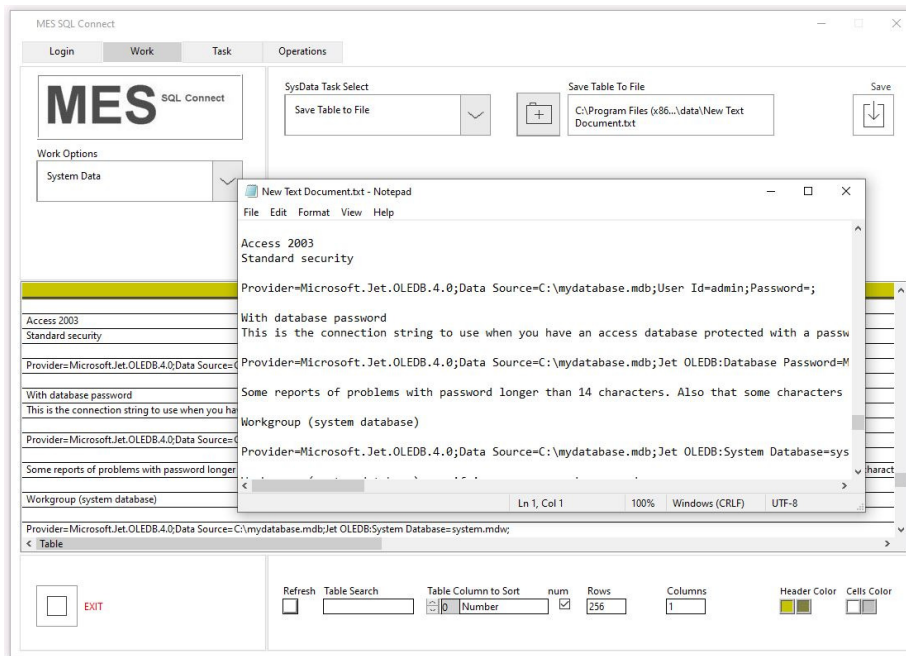 MES SQL Connect
Login Work Task Operations
MES SQL Connect
SysData Task Select
Save Table to File
Save Table To File
C:\Program Files (x86...\data\New Text
Document.txt
Save
Work Options
System Data
New Text Document.txt - Notepad
File Edit Format View Help
Access 2003
Standard security
Provider=Microsoft.Jet.OLEDB.4.0;Data Source=C:\mydatabase.mdb;User Id=admin;Password=;
With database password
This is the connection string to use when you have an access database protected with a passw
Provider=Microsoft.Jet.OLEDB.4.0;Data Source=C:\mydatabase.mdb;Jet OLEDB:Database Password=M
Some reports of problems with password longer than 14 characters. Also that some characters
Workgroup (system database)
Provider=Microsoft.Jet.OLEDB.4.0;Data Source=C:\mydatabase.mdb;Jet OLEDB:System Database=sys
Ln 1, Col 1 100% Windows (CRLF) UTF-8
Access 2003
Standard security
Provider=Microsoft.Jet.OLEDB.4.0;Data Source=
With database password
This is the connection string to use when you ha
Provider=Microsoft.Jet.OLEDB.4.0;Data Source=
Some reports of problems with password longer charact
Workgroup (system database)
Provider=Microsoft.Jet.OLEDB.4.0;Data Source=C:\mydatabase.mdb;Jet OLEDB:System Database=system.mdw;
Table
EXIT
Refresh Table Search Table Column to Sort num Rows Columns Header Color Cells Color
0 Number 256 1